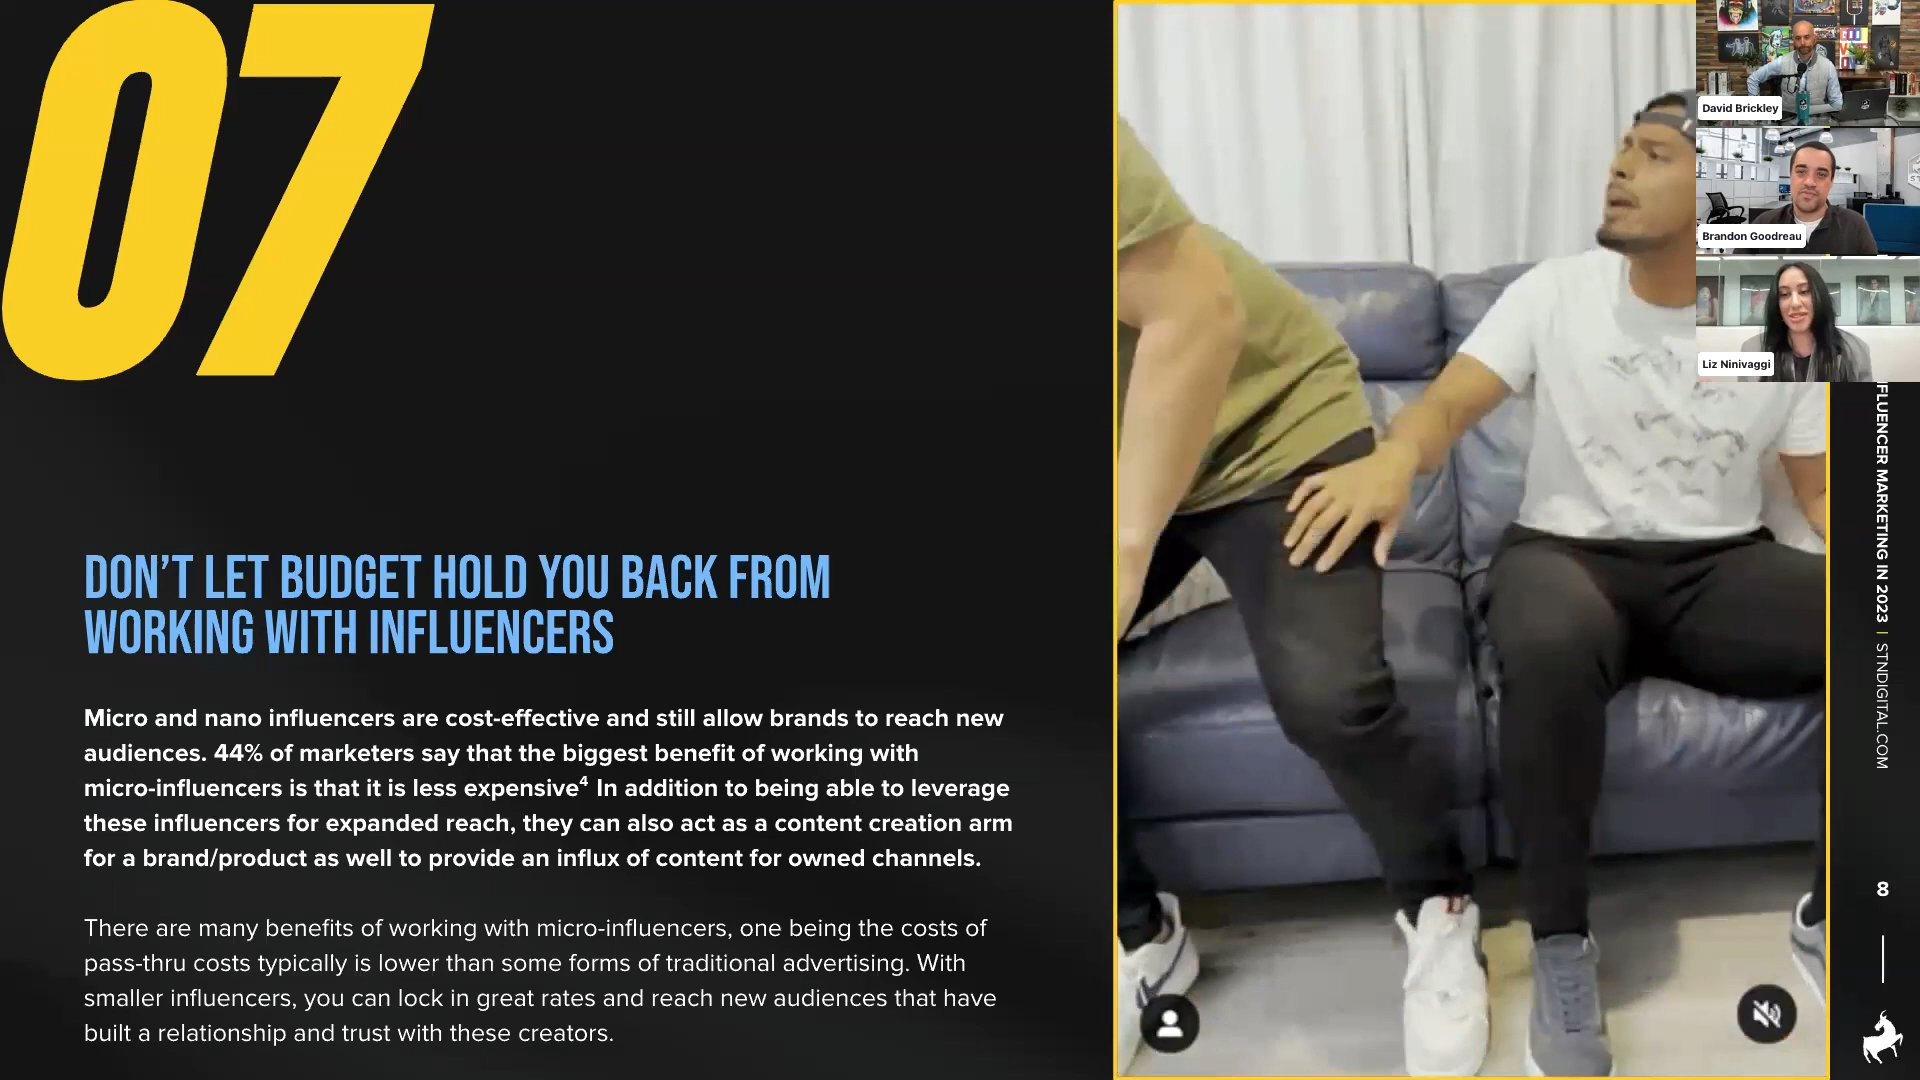 07
DON'T LET BUDGET HOLD YOU BACK FROM
WORKING WITH INFLUENCERS
Micro and nano influencers are cost-effective and still allow brands to reach new
audiences. 44% of marketers say that the biggest benefit of working with
micro-influencers is that it is less expensive⁴ In addition to being able to leverage
these influencers for expanded reach, they can also act as a content creation arm
for a brand/product as well to provide an influx of content for owned channels.
There are many benefits of working with micro-influencers, one being the costs of
pass-thru costs typically is lower than some forms of traditional advertising. With
smaller influencers, you can lock in great rates and reach new audiences that have
built a relationship and trust with these creators.
David Brickley
Brandon Goodreau
Liz Ninivaggi
FLUENCER MARKETING IN 2023 | STNDIGITAL.COM
8